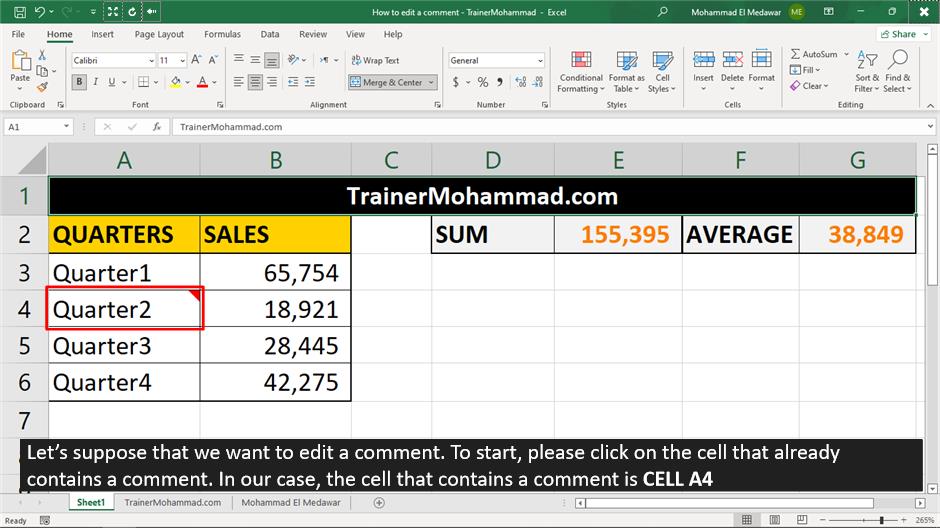 How to edit a comment - TrainerMohammad - Excel
Mohammad El Medawar ME
File Home Insert Page Layout Formulas Data Review View Help
Share
Paste
Calibri 11 A A
B I U A
Wrap Text
Merge & Center
General
$ % ,
Conditional Formatting
Format as Table
Cell Styles
Insert Delete Format
AutoSum
Fill
Clear
Sort & Filter
Find & Select
Clipboard Font Alignment Number Styles Cells Editing
A1 fx TrainerMohammad.com
A B C D E F G
1 TrainerMohammad.com
2 QUARTERS SALES SUM 155,395 AVERAGE 38,849
3 Quarter1 65,754
4 Quarter2 18,921
5 Quarter3 28,445
6 Quarter4 42,275
7
Let's suppose that we want to edit a comment. To start, please click on the cell that already
contains a comment. In our case, the cell that contains a comment is CELL A4
Sheet1 TrainerMohammad.com Mohammad El Medawar
Ready 265%